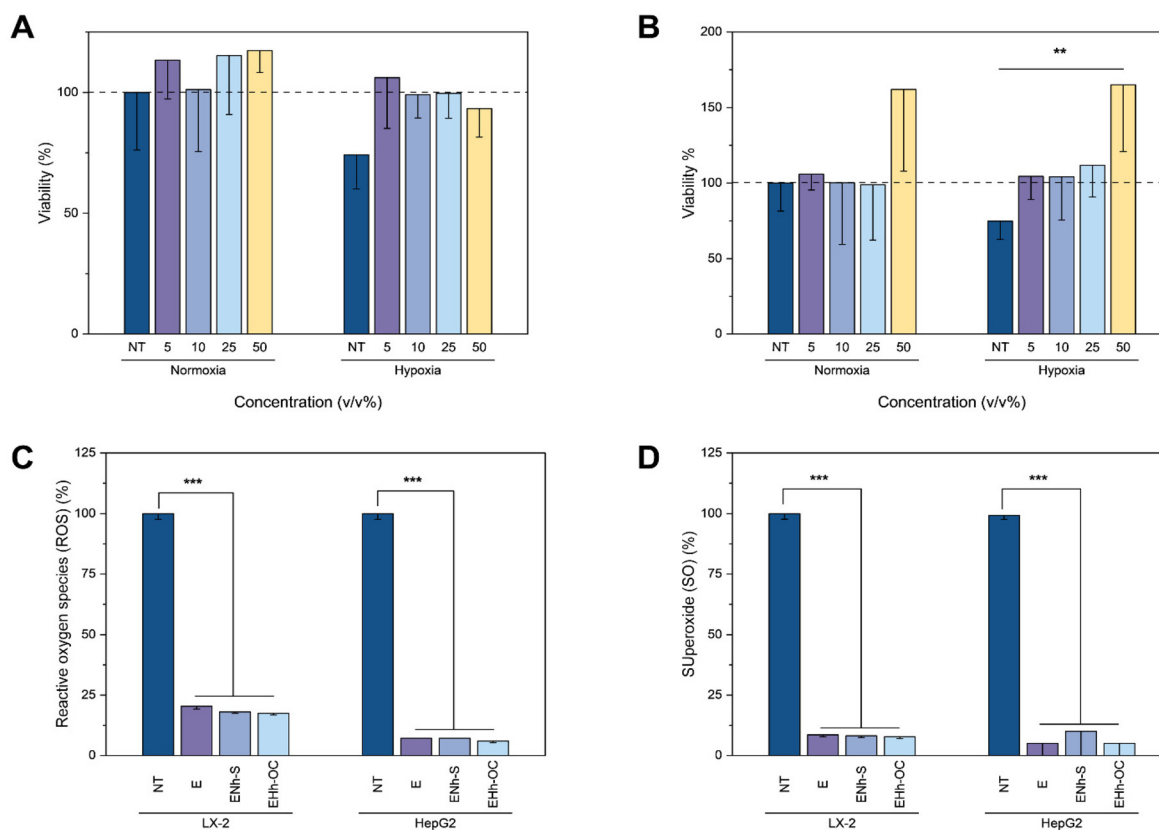 A
Viability (%)
100
50
0
NT 5 10 25 50 NT 5 10 25 50
Normoxia Hypoxia
Concentration (v/v%)
B
Viability %
200
150
100
50
0
**
NT 5 10 25 50 NT 5 10 25 50
Normoxia Hypoxia
Concentration (v/v%)
C
Reactive oxygen species (ROS) (%)
125
100
75
50
25
0
*** ***
NT E ENh-S EHh-OC NT E ENh-S EHh-OC
LX-2 HepG2
D
SUperoxide (SO) (%)
125
100
75
50
25
0
*** ***
NT E ENh-S EHh-OC NT E ENh-S EHh-OC
LX-2 HepG2